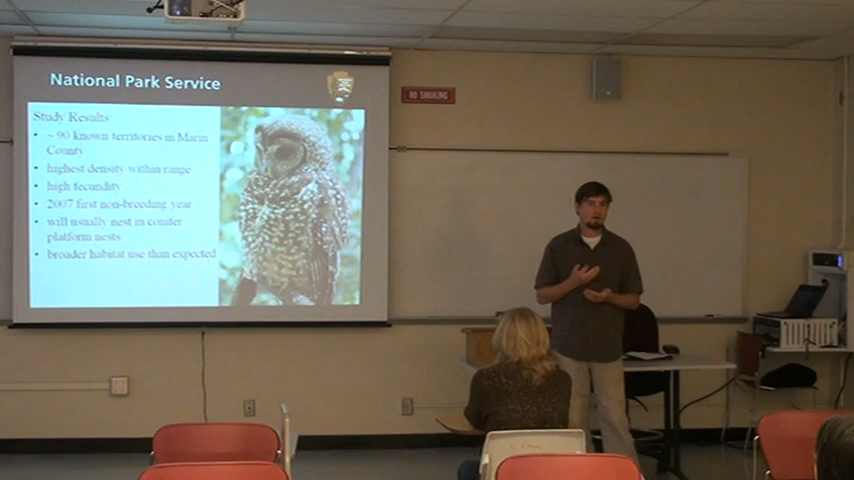 National Park Service
Study Results:
• ~ 90 known territories in Marin
County
• highest density within range
• high fecundity
• 2007 first non-breeding year
• will usually nest in conifer
platform nests
• broader habitat use than expected
NO SMOKING